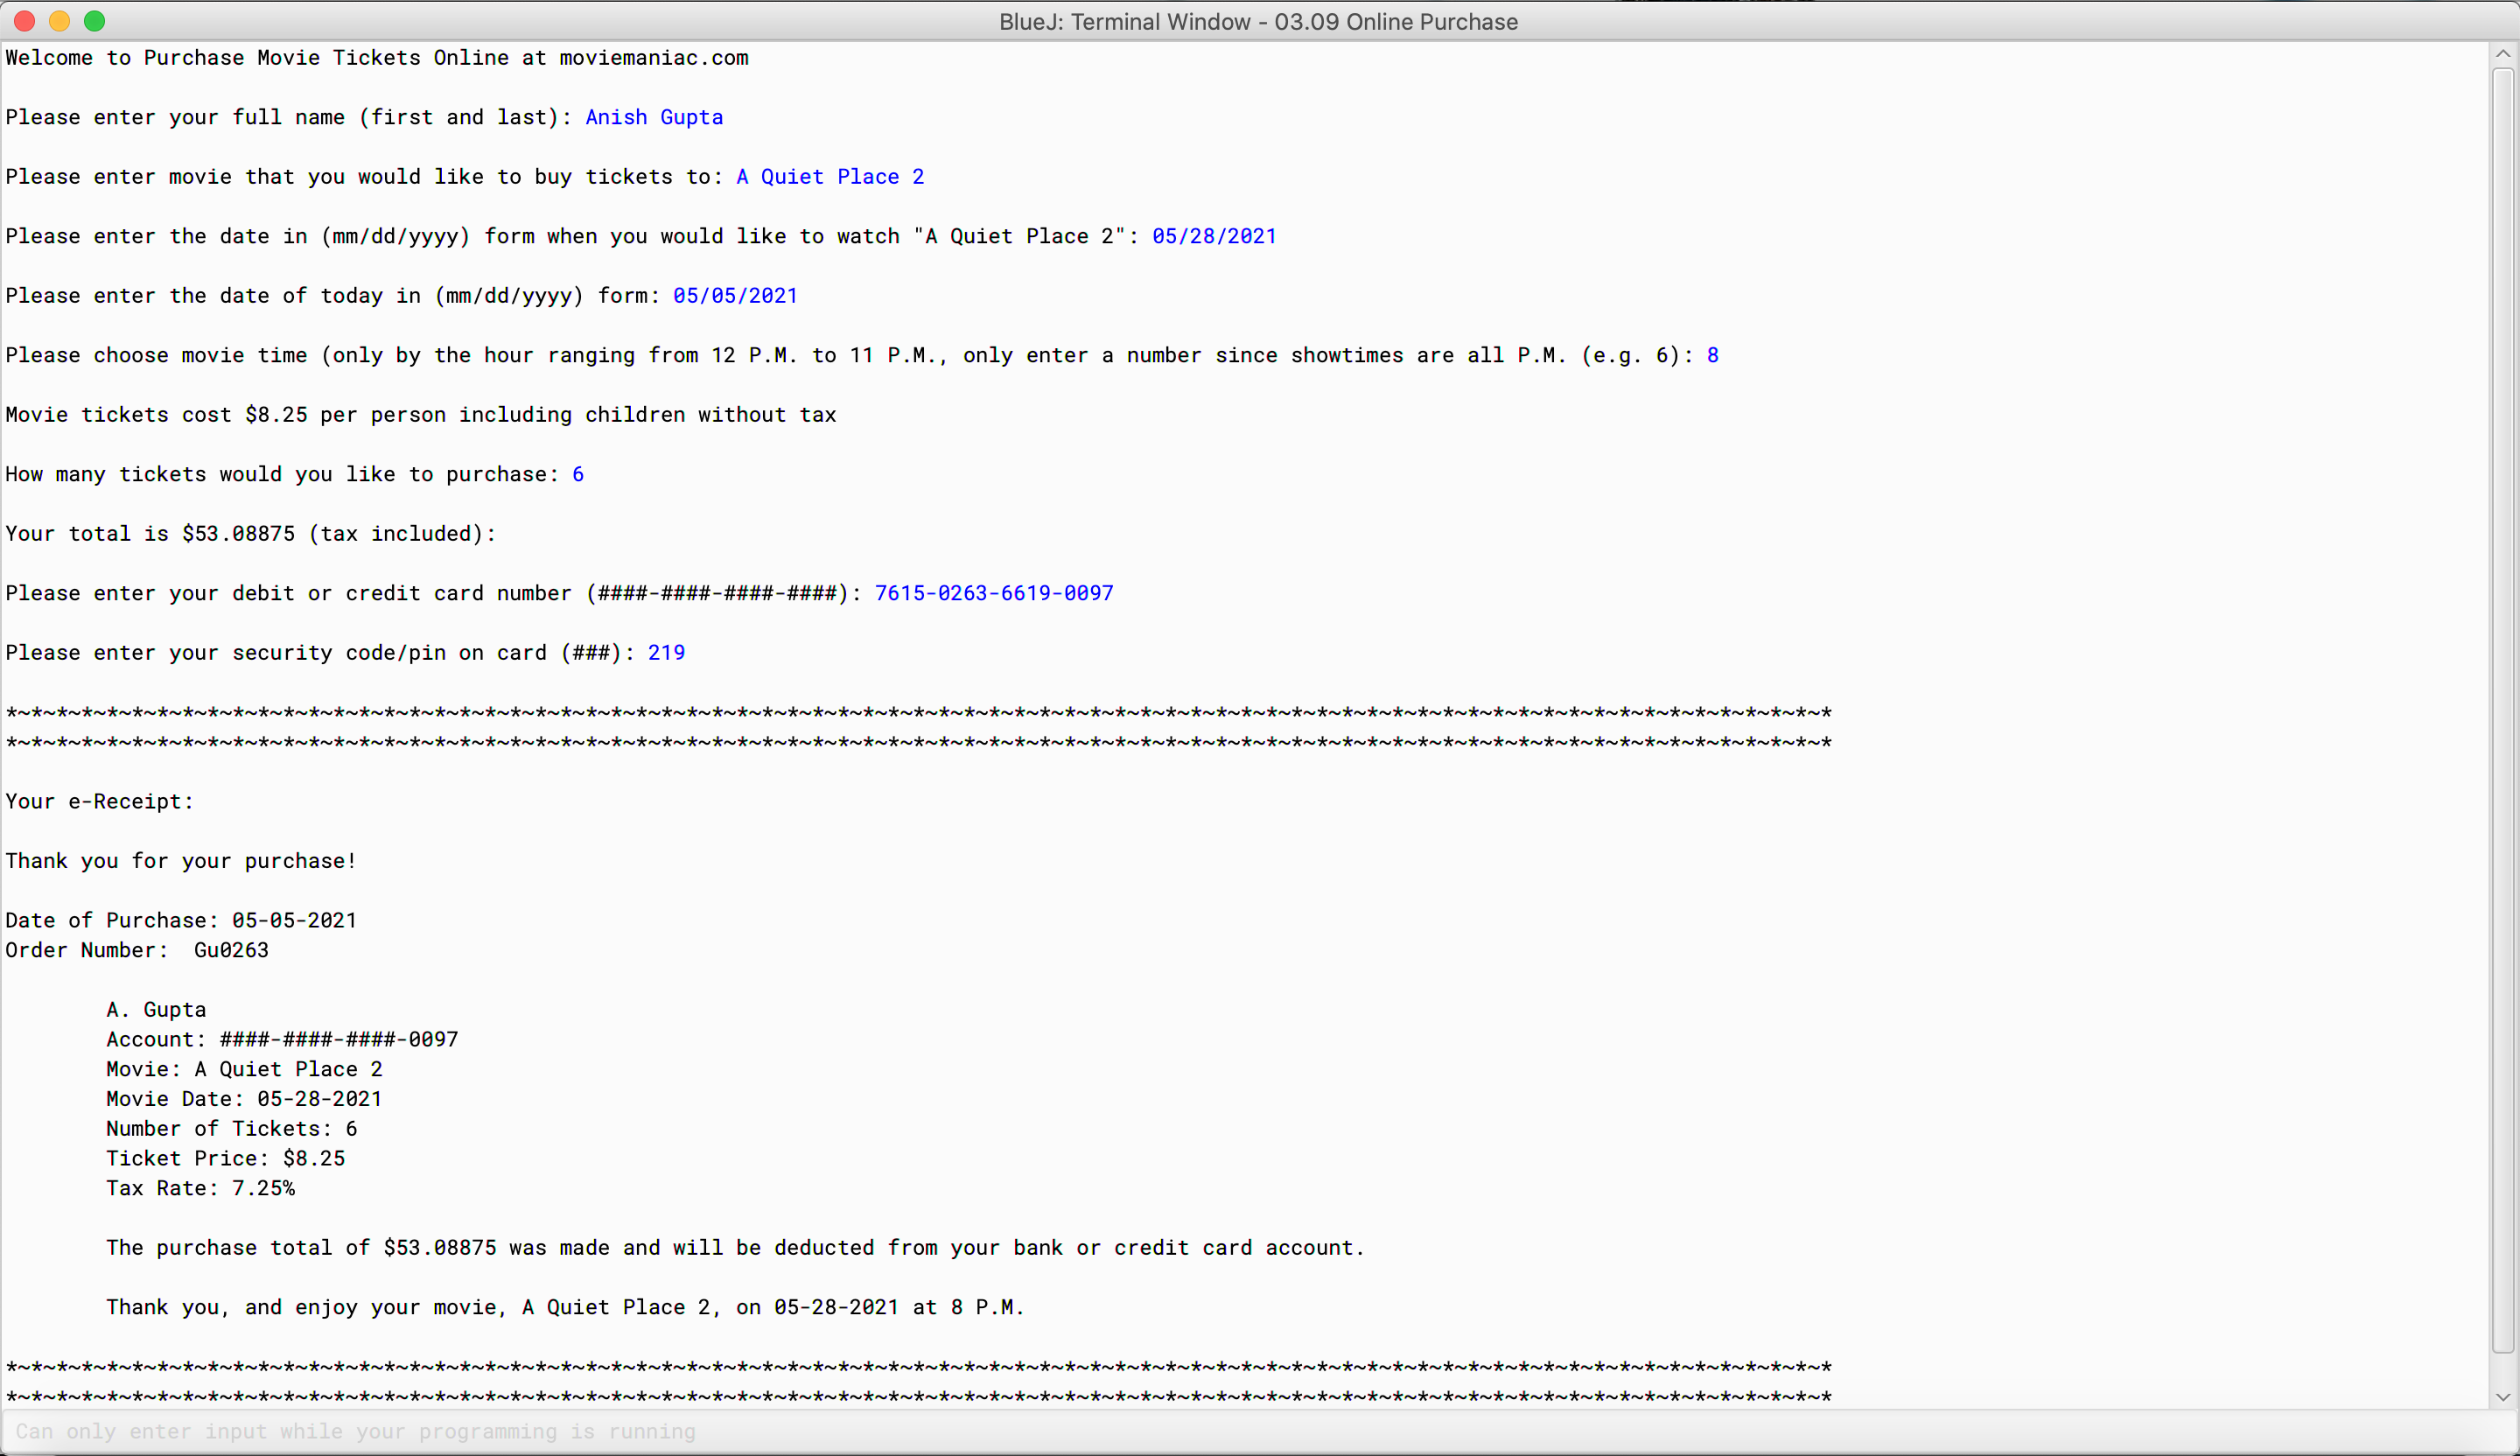 BlueJ: Terminal Window - 03.09 Online Purchase
Welcome to Purchase Movie Tickets Online at moviemaniac.com
Please enter your full name (first and last): Anish Gupta
Please enter movie that you would like to buy tickets to: A Quiet Place 2
Please enter the date in (mm/dd/yyyy) form when you would like to watch "A Quiet Place 2": 05/28/2021
Please enter the date of today in (mm/dd/yyyy) form: 05/05/2021
Please choose movie time (only by the hour ranging from 12 P.M. to 11 P.M., only enter a number since showtimes are all P.M. (e.g. 6): 8
Movie tickets cost $8.25 per person including children without tax
How many tickets would you like to purchase: 6
Your total is $53.08875 (tax included):
Please enter your debit or credit card number (####-####-####-####): 7615-0263-6619-0097
Please enter your security code/pin on card (###): 219
*~*~*~*~*~*~*~*~*~*~*~*~*~*~*~*~*~*~*~*~*~*~*~*~*~*~*~*~*~*~*~*~*~*~*~*~*~*~*~*~*~*~*~*~*~*~*~*~*~*~*~*~*~*~*~*~*~*~*~*~*~*~*~*~*~*~*~*~*~*~*~*~*
*~*~*~*~*~*~*~*~*~*~*~*~*~*~*~*~*~*~*~*~*~*~*~*~*~*~*~*~*~*~*~*~*~*~*~*~*~*~*~*~*~*~*~*~*~*~*~*~*~*~*~*~*~*~*~*~*~*~*~*~*~*~*~*~*~*~*~*~*~*~*~*~*
Your e-Receipt:
Thank you for your purchase!
Date of Purchase: 05-05-2021
Order Number:  Gu0263
A. Gupta
Account: ####-####-####-0097
Movie: A Quiet Place 2
Movie Date: 05-28-2021
Number of Tickets: 6
Ticket Price: $8.25
Tax Rate: 7.25%
The purchase total of $53.08875 was made and will be deducted from your bank or credit card account.
Thank you, and enjoy your movie, A Quiet Place 2, on 05-28-2021 at 8 P.M.
*~*~*~*~*~*~*~*~*~*~*~*~*~*~*~*~*~*~*~*~*~*~*~*~*~*~*~*~*~*~*~*~*~*~*~*~*~*~*~*~*~*~*~*~*~*~*~*~*~*~*~*~*~*~*~*~*~*~*~*~*~*~*~*~*~*~*~*~*~*~*~*~*
*~*~*~*~*~*~*~*~*~*~*~*~*~*~*~*~*~*~*~*~*~*~*~*~*~*~*~*~*~*~*~*~*~*~*~*~*~*~*~*~*~*~*~*~*~*~*~*~*~*~*~*~*~*~*~*~*~*~*~*~*~*~*~*~*~*~*~*~*~*~*~*~*
Can only enter input while your programming is running